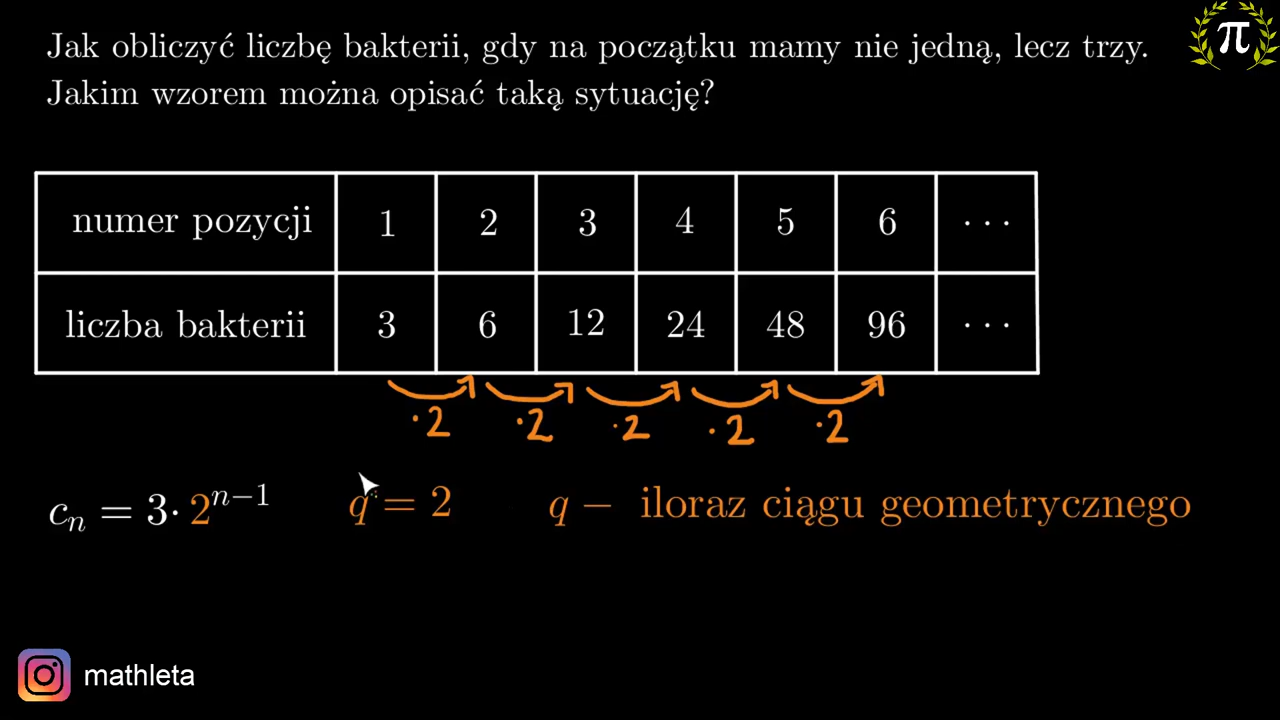 Jak obliczyć liczbę bakterii, gdy na początku mamy nie jedną, lecz trzy.
Jakim wzorem można opisać taką sytuację?
π
numer pozycji 1 2 3 4 5 6 ···
liczba bakterii 3 6 12 24 48 96 ···
·2 ·2 ·2 ·2 ·2
cₙ = 3·2ⁿ⁻¹ q = 2 q – iloraz ciągu geometrycznego
mathleta